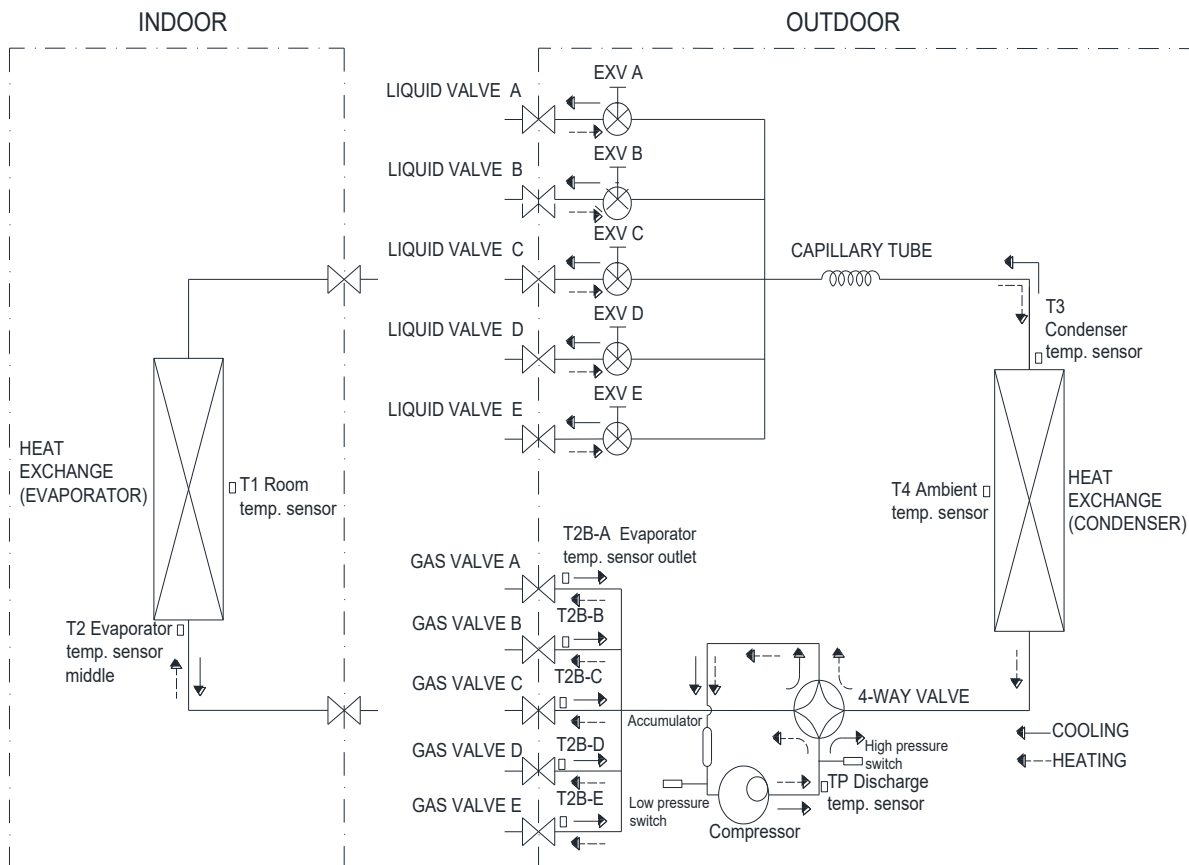 INDOOR
OUTDOOR
EXV A
LIQUID VALVE A
EXV B
LIQUID VALVE B
EXV C
LIQUID VALVE C
CAPILLARY TUBE
T3
Condenser
temp. sensor
EXV D
LIQUID VALVE D
EXV E
LIQUID VALVE E
HEAT
EXCHANGE
(EVAPORATOR)
T1 Room
temp. sensor
T4 Ambient
temp. sensor
HEAT
EXCHANGE
(CONDENSER)
T2B-A Evaporator
temp. sensor outlet
GAS VALVE A
T2B-B
GAS VALVE B
T2 Evaporator
temp. sensor
middle
T2B-C
GAS VALVE C
4-WAY VALVE
Accumulator
COOLING
T2B-D
High pressure
switch
HEATING
GAS VALVE D
TP Discharge
temp. sensor
T2B-E
GAS VALVE E
Low pressure
switch
Compressor